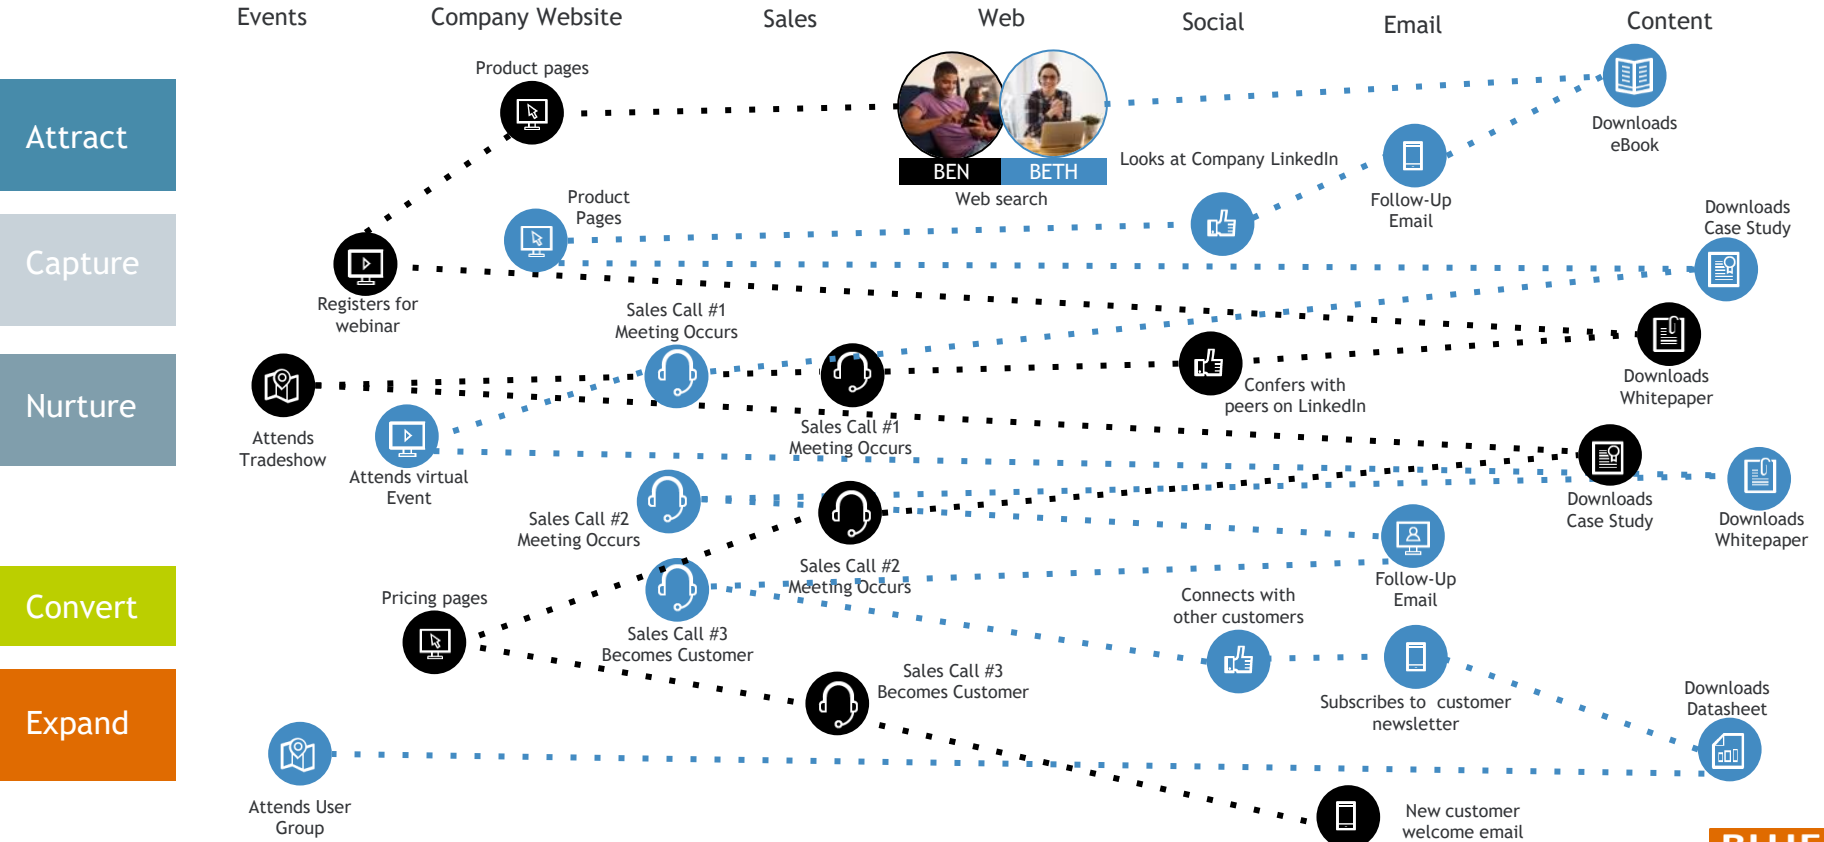 Events
Company Website
Sales
Web
Social
Email
Content
Attract
Capture
Nurture
Convert
Expand
Product pages
BEN
BETH
Web search
Looks at Company LinkedIn
Follow-Up
Email
Downloads
eBook
Product
Pages
Downloads
Case Study
Registers for
webinar
Sales Call #1
Meeting Occurs
Downloads
Whitepaper
Confers with
peers on LinkedIn
Attends
Tradeshow
Sales Call #1
Meeting Occurs
Attends virtual
Event
Sales Call #2
Meeting Occurs
Downloads
Case Study
Downloads
Whitepaper
Sales Call #2
Meeting Occurs
Follow-Up
Email
Pricing pages
Sales Call #3
Becomes Customer
Connects with
other customers
Sales Call #3
Becomes Customer
Subscribes to customer
newsletter
Downloads
Datasheet
Attends User
Group
New customer
welcome email